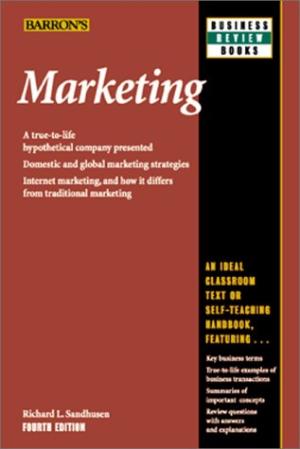 BARRON'S
BUSINESS
REVIEW
BOOKS
Marketing
A true-to-life
hypothetical company presented
Domestic and global marketing strategies
Internet marketing, and how it differs
from traditional marketing
AN IDEAL
CLASSROOM
TEXT OR
SELF-TEACHING
HANDBOOK,
FEATURING . . .
Key business terms
True-to-life examples of
business transactions
Summaries of
important concepts
Review questions
with answers
and explanations
Richard L. Sandhusen
FOURTH EDITION